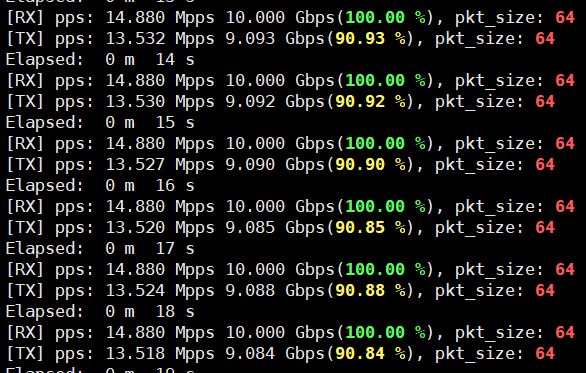 Elapsed: 0 m 13 s
[RX] pps: 14.880 Mpps 10.000 Gbps(100.00 %), pkt_size: 64
[TX] pps: 13.532 Mpps 9.093 Gbps(90.93 %), pkt_size: 64
Elapsed: 0 m 14 s
[RX] pps: 14.880 Mpps 10.000 Gbps(100.00 %), pkt_size: 64
[TX] pps: 13.530 Mpps 9.092 Gbps(90.92 %), pkt_size: 64
Elapsed: 0 m 15 s
[RX] pps: 14.880 Mpps 10.000 Gbps(100.00 %), pkt_size: 64
[TX] pps: 13.527 Mpps 9.090 Gbps(90.90 %), pkt_size: 64
Elapsed: 0 m 16 s
[RX] pps: 14.880 Mpps 10.000 Gbps(100.00 %), pkt_size: 64
[TX] pps: 13.520 Mpps 9.085 Gbps(90.85 %), pkt_size: 64
Elapsed: 0 m 17 s
[RX] pps: 14.880 Mpps 10.000 Gbps(100.00 %), pkt_size: 64
[TX] pps: 13.524 Mpps 9.088 Gbps(90.88 %), pkt_size: 64
Elapsed: 0 m 18 s
[RX] pps: 14.880 Mpps 10.000 Gbps(100.00 %), pkt_size: 64
[TX] pps: 13.518 Mpps 9.084 Gbps(90.84 %), pkt_size: 64
Elapsed: 0 m 19 s